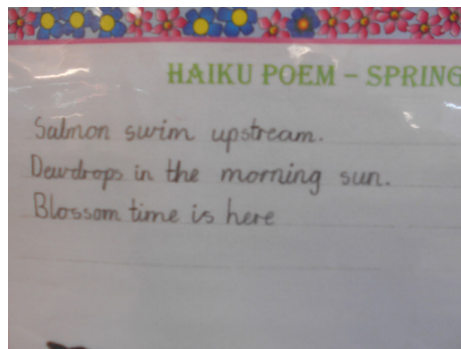 HAIKU POEM – SPRING
Salmon swim upstream.
Dewdrops in the morning sun.
Blossom time is here